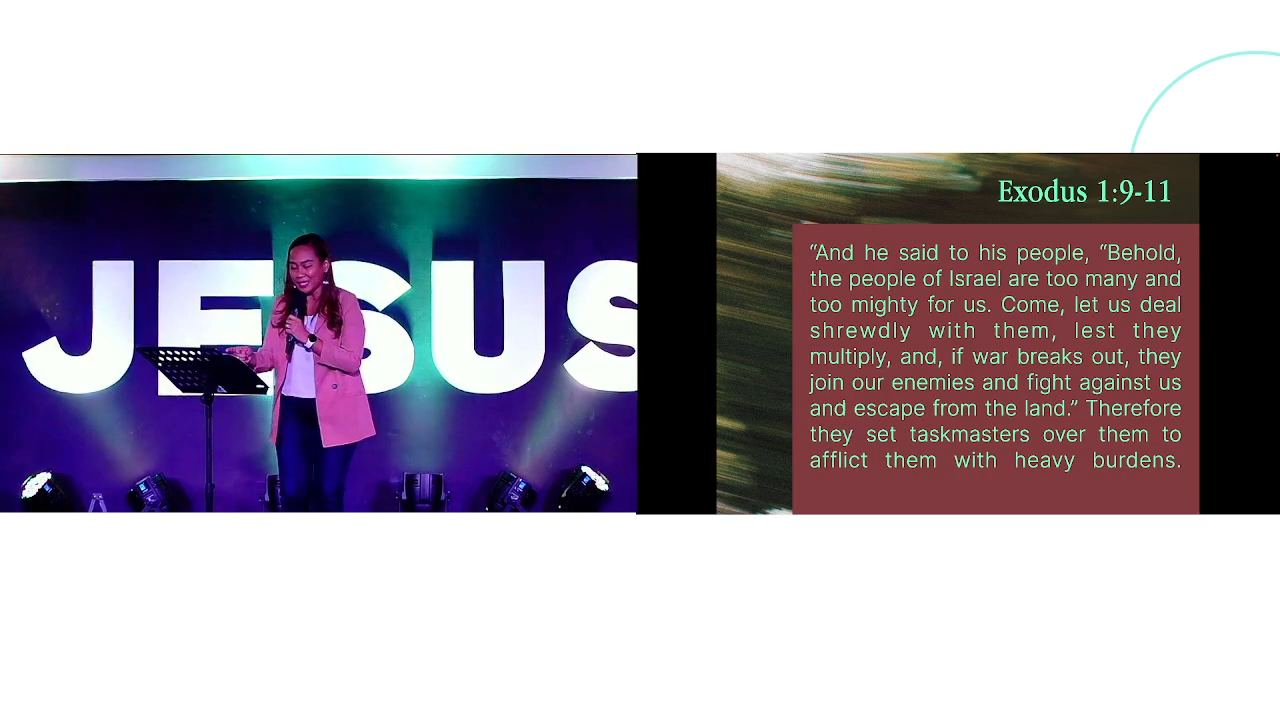 JESUS
Exodus 1:9-11
“And he said to his people, “Behold,
the people of Israel are too many and
too mighty for us. Come, let us deal
shrewdly with them, lest they
multiply, and, if war breaks out, they
join our enemies and fight against us
and escape from the land.” Therefore
they set taskmasters over them to
afflict them with heavy burdens.